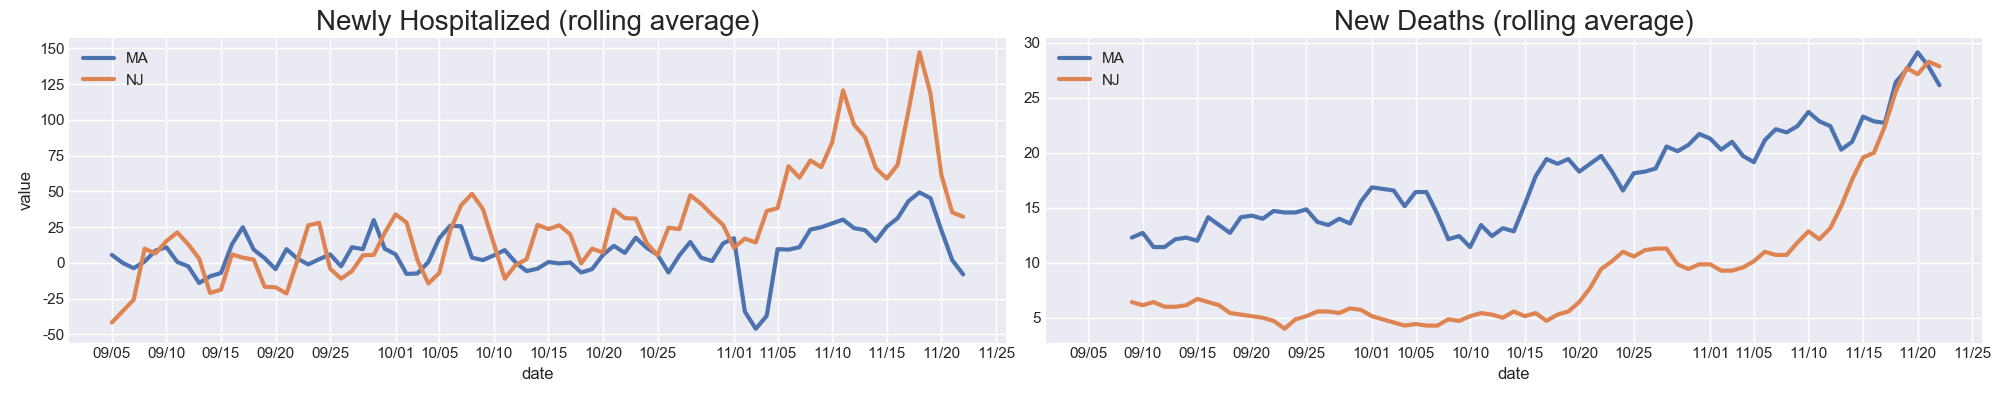 Newly Hospitalized (rolling average)
MA
NJ
150
125
100
75
50
25
0
-25
-50
value
09/05 09/10 09/15 09/20 09/25 10/01 10/05 10/10 10/15 10/20 10/25 11/01 11/05 11/10 11/15 11/20 11/25
date
New Deaths (rolling average)
MA
NJ
30
25
20
15
10
5
09/05 09/10 09/15 09/20 09/25 10/01 10/05 10/10 10/15 10/20 10/25 11/01 11/05 11/10 11/15 11/20 11/25
date